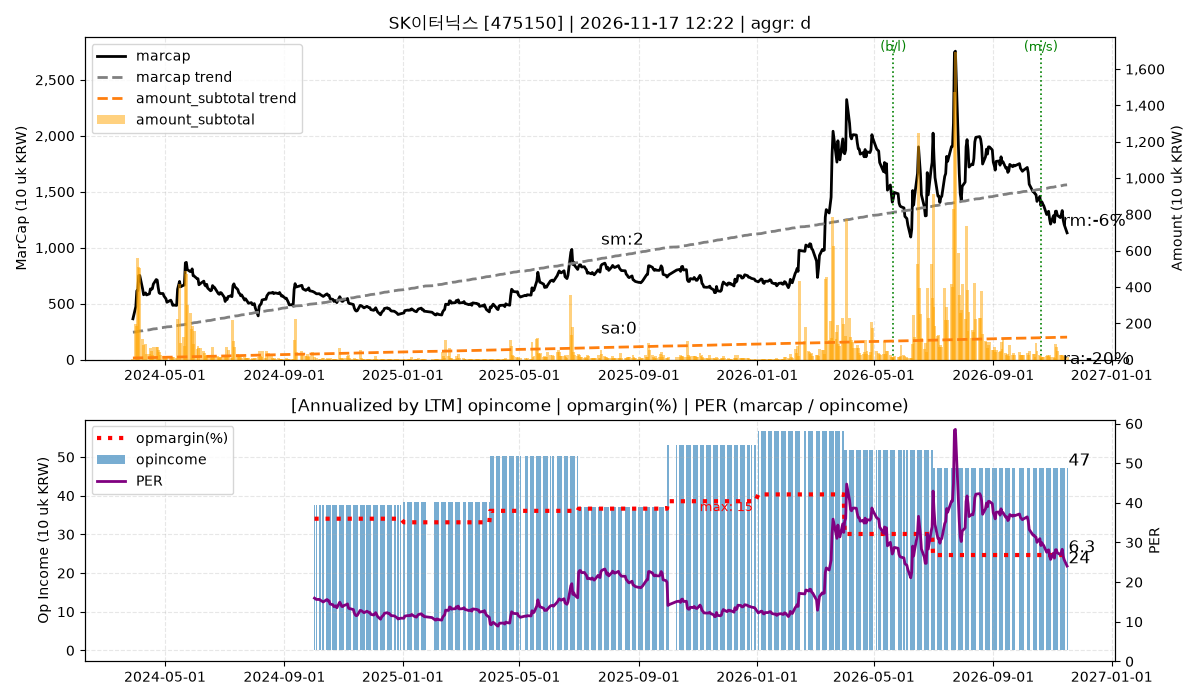 SK이터닉스 [475150] | 2026-11-17 12:22 | aggr: d
marcap
marcap trend
amount_subtotal trend
amount_subtotal
(b/l)
(m/s)
MarCap (10 uk KRW)
2,500
2,000
1,500
1,000
500
0
Amount (10 uk KRW)
1,600
1,400
1,200
1,000
800
600
400
200
0
sm:2
sa:0
rm:-6%
ra:-20%
2024-05-01
2024-09-01
2025-01-01
2025-05-01
2025-09-01
2026-01-01
2026-05-01
2026-09-01
2027-01-01
[Annualized by LTM] opincome | opmargin(%) | PER (marcap / opincome)
opmargin(%)
opincome
PER
Op Income (10 uk KRW)
50
40
30
20
10
0
PER
60
50
40
30
20
10
0
max: 15
47
6.3
24
2024-05-01
2024-09-01
2025-01-01
2025-05-01
2025-09-01
2026-01-01
2026-05-01
2026-09-01
2027-01-01